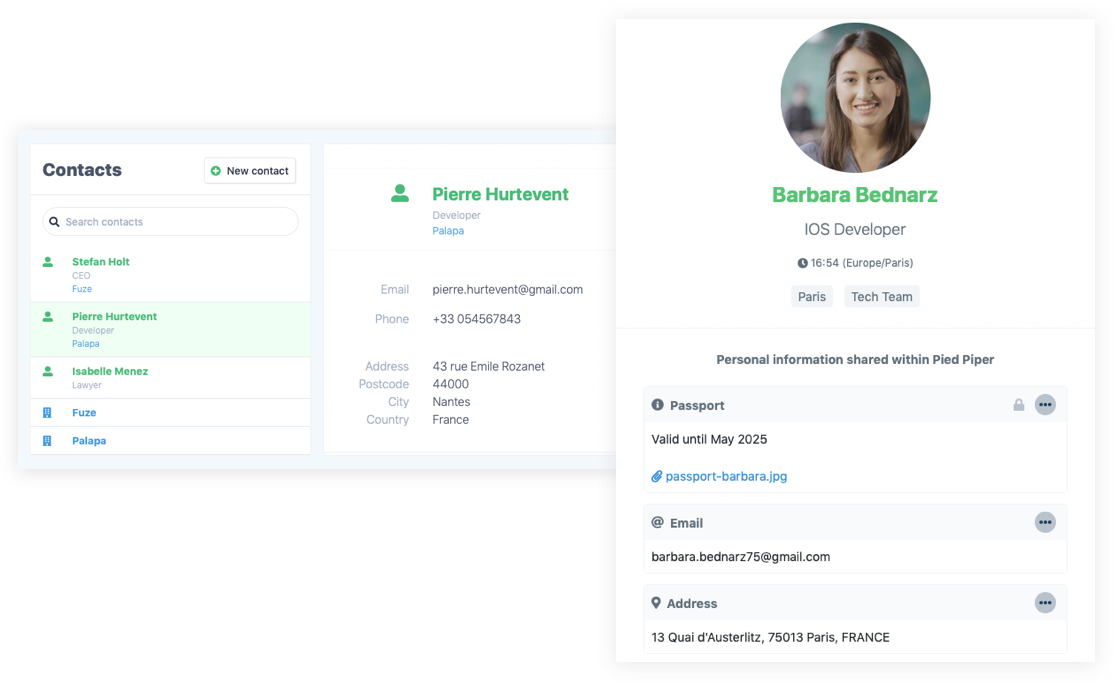 Contacts
New contact
Search contacts
Stefan Holt
CEO
Fuze
Pierre Hurtevent
Developer
Palapa
Isabelle Menez
Lawyer
Fuze
Palapa
Pierre Hurtevent
Developer
Palapa
Email pierre.hurtevent@gmail.com
Phone +33 054567843
Address 43 rue Emile Rozanet
Postcode 44000
City Nantes
Country France
Barbara Bednarz
IOS Developer
16:54 (Europe/Paris)
Paris Tech Team
Personal information shared within Pied Piper
Passport
Valid until May 2025
passport-barbara.jpg
@ Email
barbara.bednarz75@gmail.com
Address
13 Quai d'Austerlitz, 75013 Paris, FRANCE